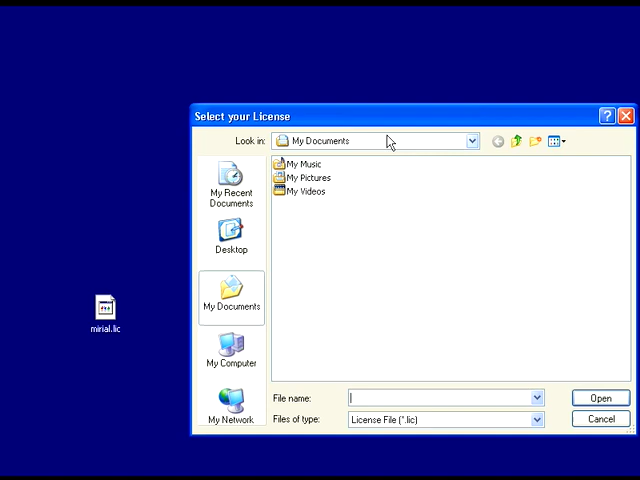 Select your License
Look in: My Documents
My Music
My Pictures
My Videos
My Recent
Documents
Desktop
My Documents
My Computer
My Network
mirial.lic
File name:
Open
Files of type: License File (*.lic)
Cancel